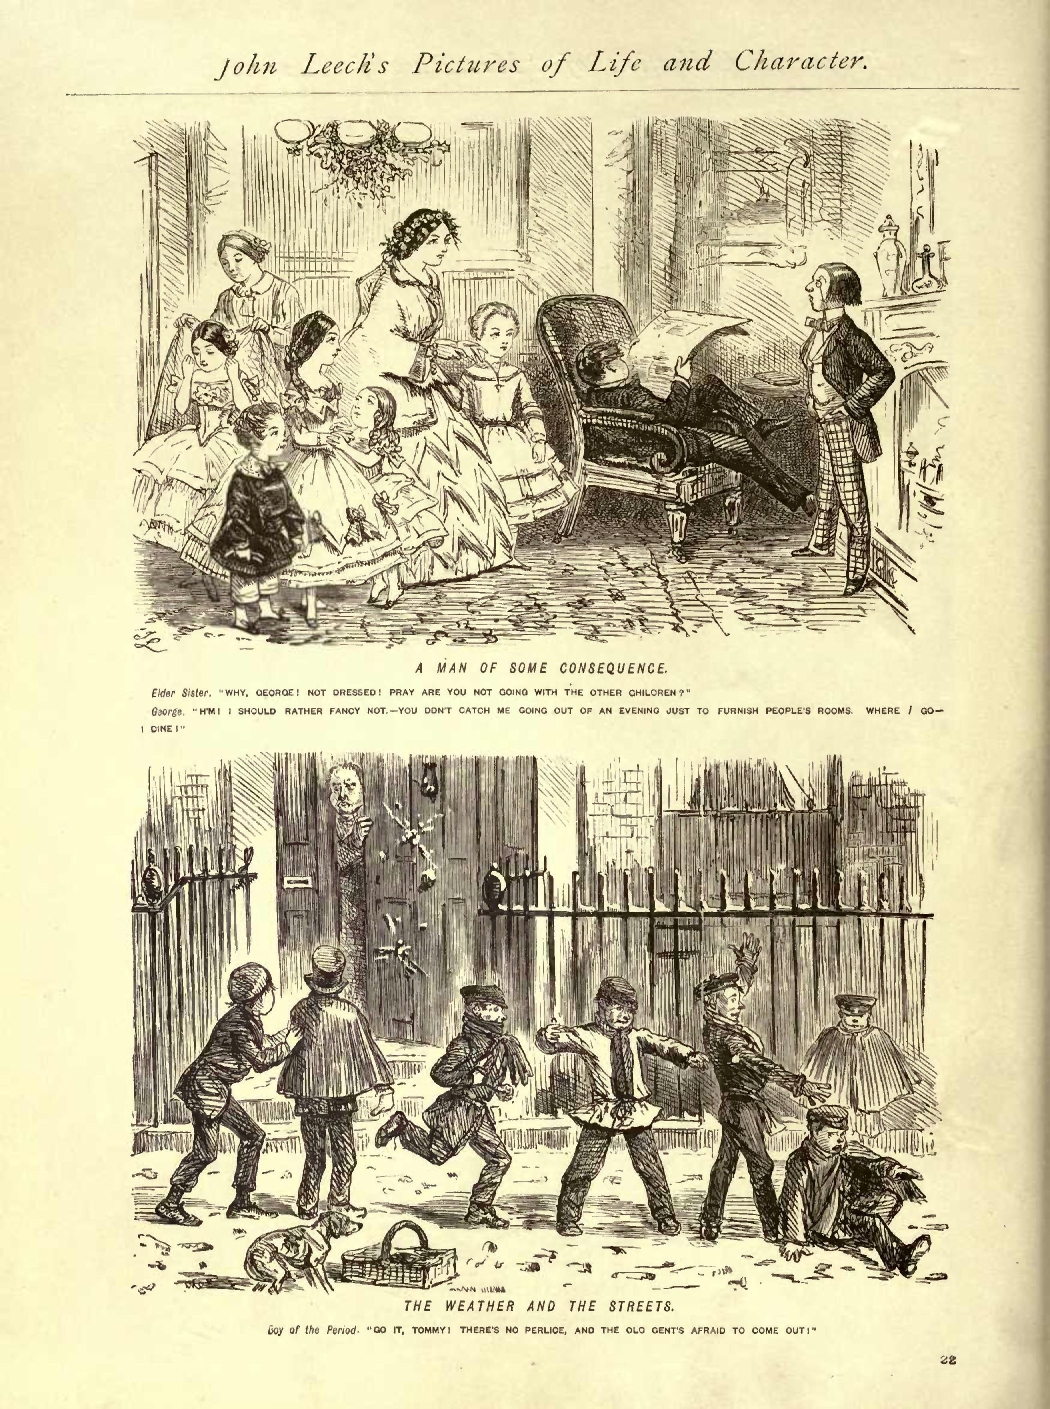 John Leech's Pictures of Life and Character.
A MAN OF SOME CONSEQUENCE.
Elder Sister. "WHY, GEORGE! NOT DRESSED! PRAY ARE YOU NOT GOING WITH THE OTHER CHILDREN?"
George. "H'M! I SHOULD RATHER FANCY NOT.—YOU DON'T CATCH ME GOING OUT OF AN EVENING JUST TO FURNISH PEOPLE'S ROOMS. WHERE I GO—
I DINE!"
THE WEATHER AND THE STREETS.
Boy of the Period. "GO IT, TOMMY! THERE'S NO PERLICE, AND THE OLD GENT'S AFRAID TO COME OUT!"
22